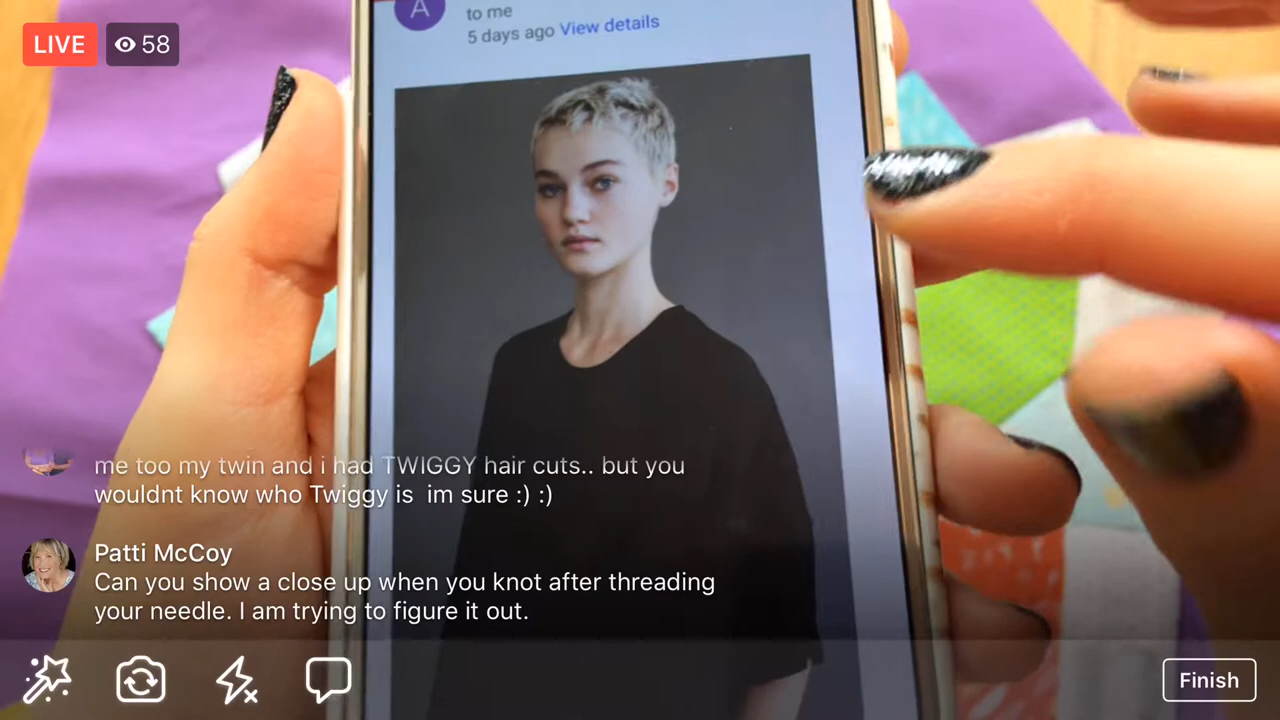 LIVE
58
A
to me
5 days ago View details
me too my twin and i had TWIGGY hair cuts.. but you
wouldnt know who Twiggy is im sure :) :)
Patti McCoy
Can you show a close up when you knot after threading
your needle. I am trying to figure it out.
Finish